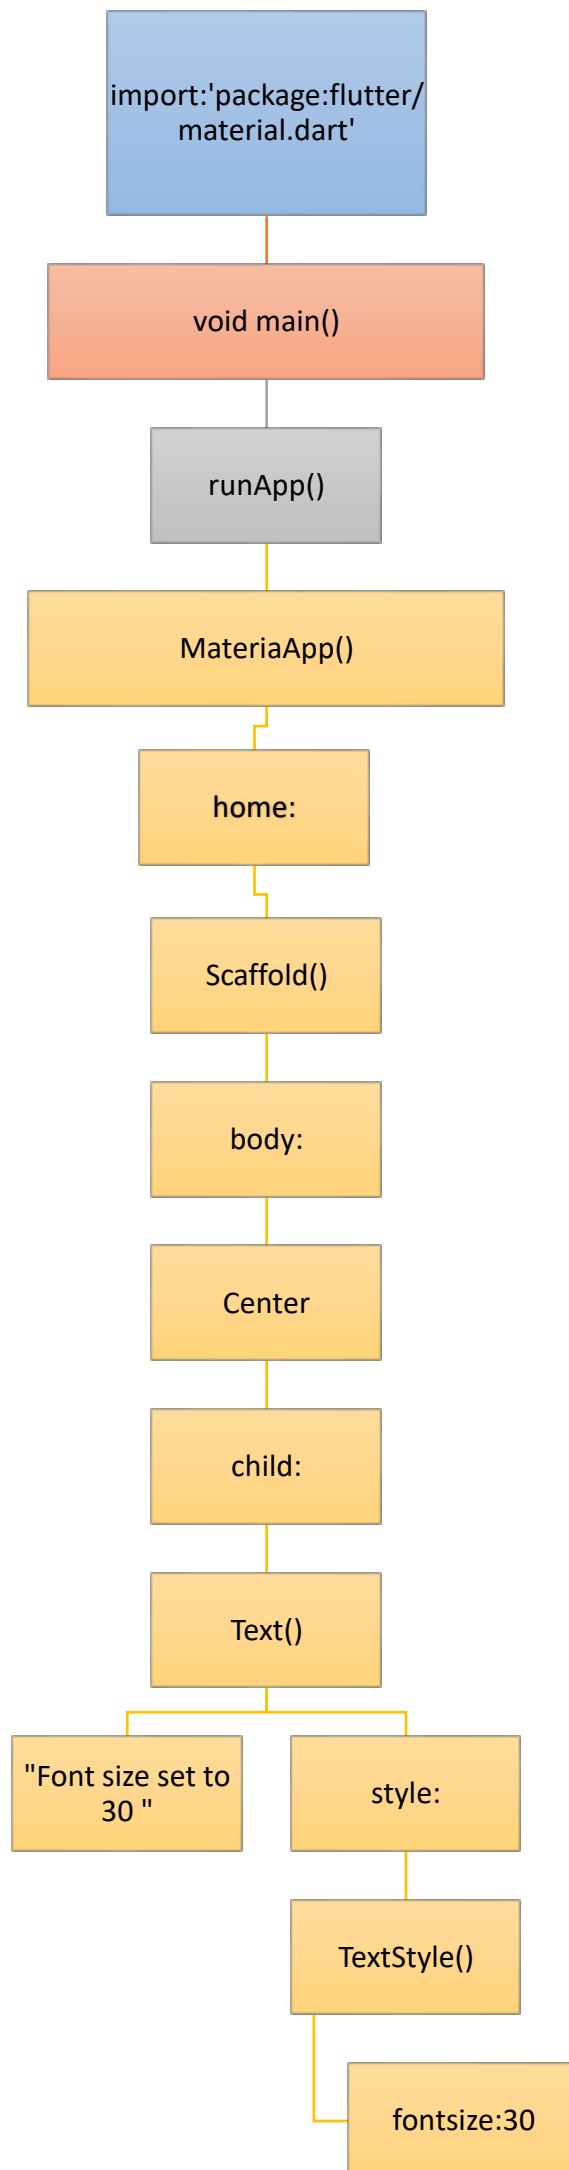 import:'package:flutter/
material.dart'
void main()
runApp()
MateriaApp()
home:
Scaffold()
body:
Center
child:
Text()
"Font size set to
30 "
style:
TextStyle()
fontsize:30